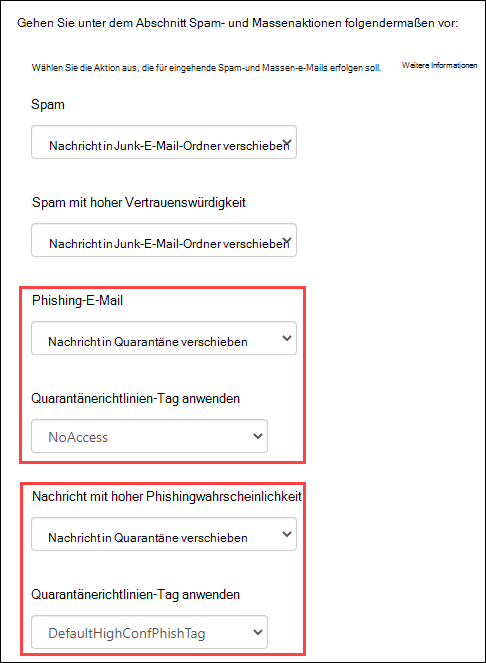 Gehen Sie unter dem Abschnitt Spam- und Massenaktionen folgendermaßen vor:
Wählen Sie die Aktion aus, die für eingehende Spam-und Massen-e-Mails erfolgen soll. Weitere Informationen
Spam
Nachricht in Junk-E-Mail-Ordner verschieben
Spam mit hoher Vertrauenswürdigkeit
Nachricht in Junk-E-Mail-Ordner verschieben
Phishing-E-Mail
Nachricht in Quarantäne verschieben
Quarantänerichtlinien-Tag anwenden
NoAccess
Nachricht mit hoher Phishingwahrscheinlichkeit
Nachricht in Quarantäne verschieben
Quarantänerichtlinien-Tag anwenden
DefaultHighConfPhishTag